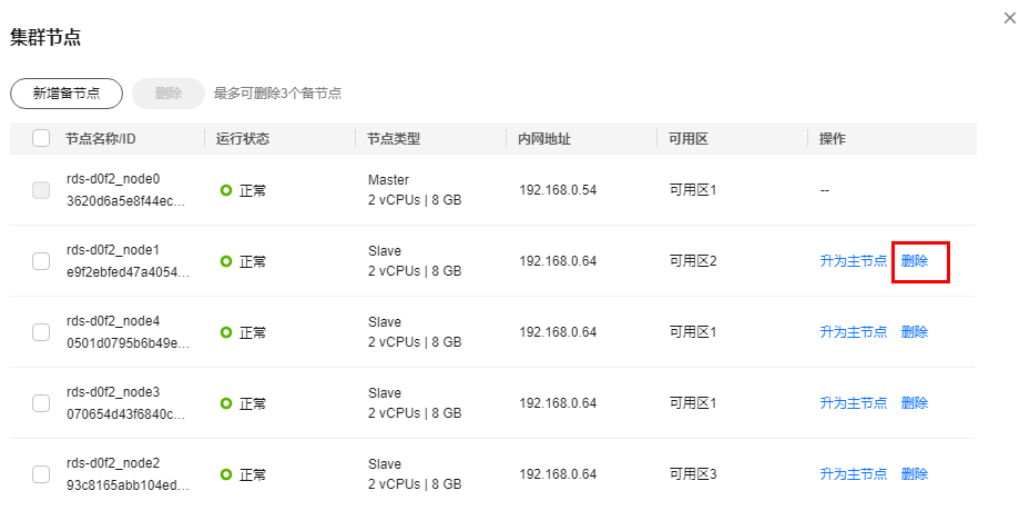 ×
集群节点
新增备节点 删除 最多可删除3个备节点
节点名称/ID 运行状态 节点类型 内网地址 可用区 操作
rds-d0f2_node0
3620d6a5e8f44ec...
正常
Master
2 vCPUs | 8 GB
192.168.0.54 可用区1 --
rds-d0f2_node1
e9f2ebfed47a4054...
正常
Slave
2 vCPUs | 8 GB
192.168.0.64 可用区2 升为主节点 删除
rds-d0f2_node4
0501d0795b6b49e...
正常
Slave
2 vCPUs | 8 GB
192.168.0.64 可用区1 升为主节点 删除
rds-d0f2_node3
070654d43f6840c...
正常
Slave
2 vCPUs | 8 GB
192.168.0.64 可用区1 升为主节点 删除
rds-d0f2_node2
93c8165abb104ed...
正常
Slave
2 vCPUs | 8 GB
192.168.0.64 可用区3 升为主节点 删除